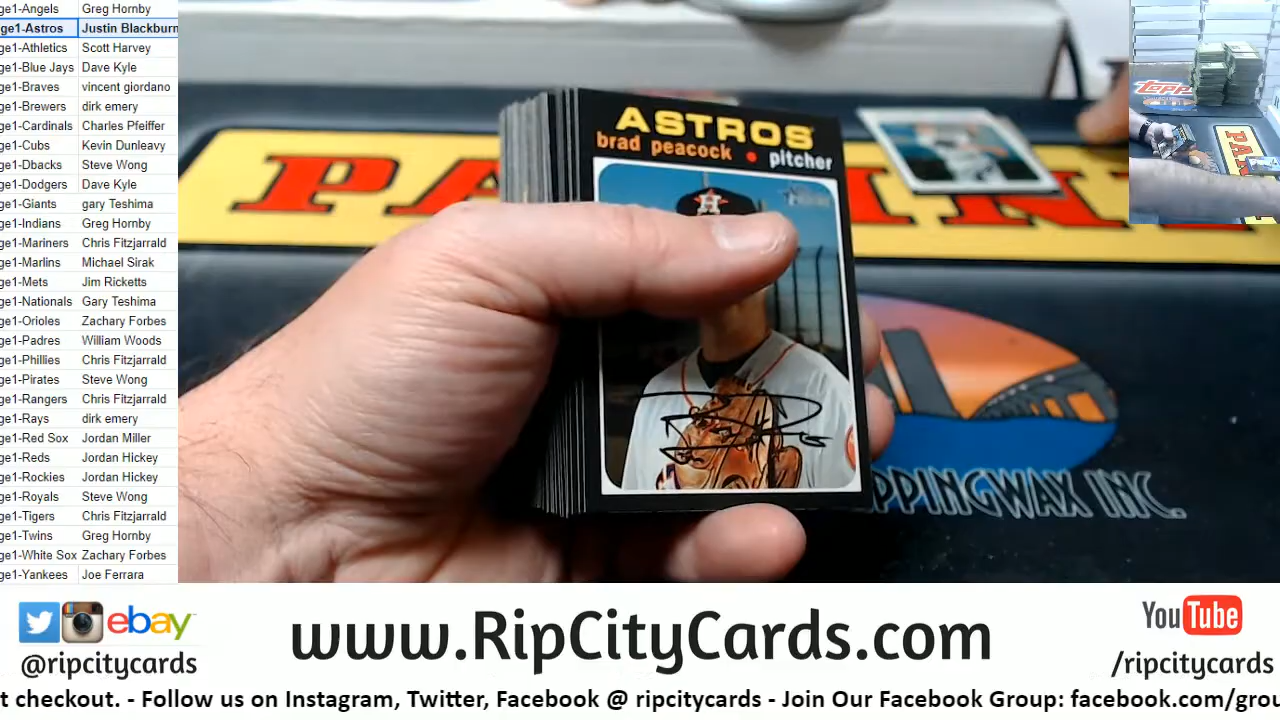 ge1-Angels Greg Hornby
ge1-Astros Justin Blackburn
ge1-Athletics Scott Harvey
ge1-Blue Jays Dave Kyle
ge1-Braves vincent giordano
ge1-Brewers dirk emery
ge1-Cardinals Charles Pfeiffer
ge1-Cubs Kevin Dunleavy
ge1-Dbacks Steve Wong
ge1-Dodgers Dave Kyle
ge1-Giants gary Teshima
ge1-Indians Greg Hornby
ge1-Mariners Chris Fitzjarrald
ge1-Marlins Michael Sirak
ge1-Mets Jim Ricketts
ge1-Nationals Gary Teshima
ge1-Orioles Zachary Forbes
ge1-Padres William Woods
ge1-Phillies Chris Fitzjarrald
ge1-Pirates Steve Wong
ge1-Rangers Chris Fitzjarrald
ge1-Rays dirk emery
ge1-Red Sox Jordan Miller
ge1-Reds Jordan Hickey
ge1-Rockies Jordan Hickey
ge1-Royals Steve Wong
ge1-Tigers Chris Fitzjarrald
ge1-Twins Greg Hornby
ge1-White Sox Zachary Forbes
ge1-Yankees Joe Ferrara
ASTROS
brad peacock • pitcher
H
PPINGWAX INC.
TOPP
ebay
@ripcitycards
www.RipCityCards.com
YouTube
/ripcitycards
t checkout. - Follow us on Instagram, Twitter, Facebook @ ripcitycards - Join Our Facebook Group: facebook.com/grou